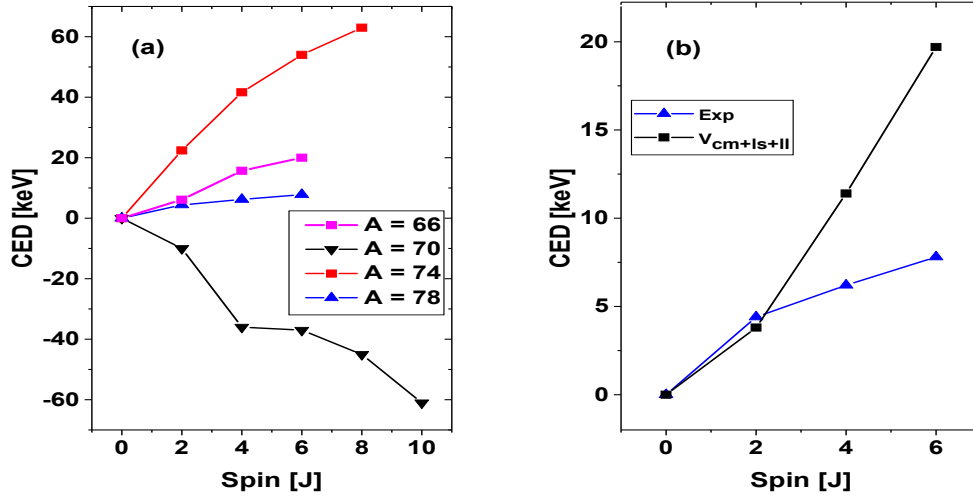 (a)
CED [keV]
60
40
20
0
-20
-40
-60
0 2 4 6 8 10
Spin [J]
A = 66
A = 70
A = 74
A = 78
(b)
CED [keV]
20
15
10
5
0
0 2 4 6
Spin [J]
Exp
Vcm+ls+ll